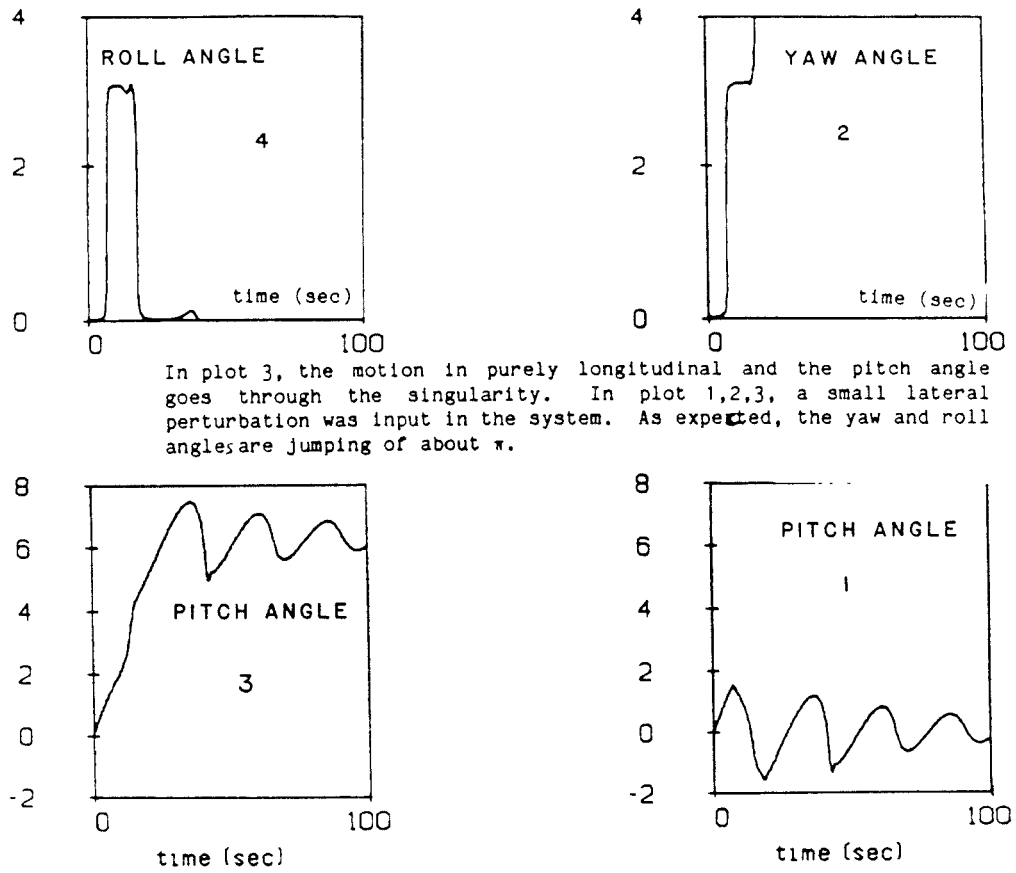 4
ROLL ANGLE
4
2
time (sec)
0
0
100
4
YAW ANGLE
2
2
time (sec)
0
0
100
In plot 3, the motion in purely longitudinal and the pitch angle
goes through the singularity. In plot 1,2,3, a small lateral
perturbation was input in the system. As expected, the yaw and roll
angles are jumping of about π.
8
6
4
PITCH ANGLE
2
3
0
-2
0
100
time (sec)
8
PITCH ANGLE
6
4
1
2
0
-2
0
100
time (sec)